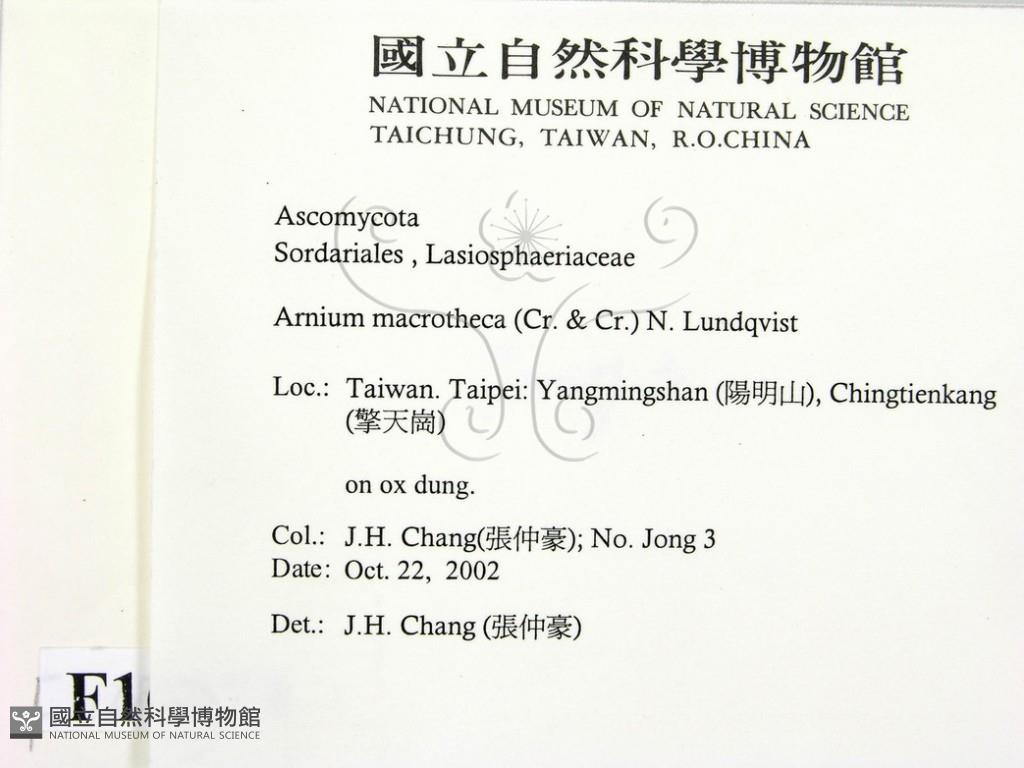 國立自然科學博物館
NATIONAL MUSEUM OF NATURAL SCIENCE
TAICHUNG, TAIWAN, R.O.CHINA
Ascomycota
Sordariales , Lasiosphaeriaceae
Arnium macrotheca (Cr. & Cr.) N. Lundqvist
Loc.: Taiwan. Taipei: Yangmingshan (陽明山), Chingtienkang
(擎天崗)
on ox dung.
Col.: J.H. Chang(張仲豪); No. Jong 3
Date: Oct. 22, 2002
Det.: J.H. Chang (張仲豪)
國立自然科學博物館
NATIONAL MUSEUM OF NATURAL SCIENCE